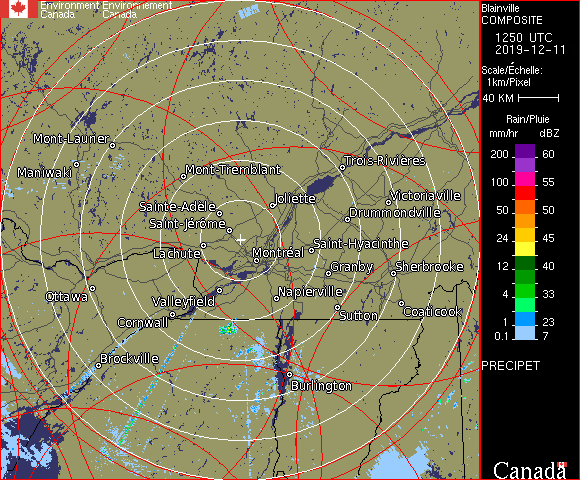 Environment Environnement
Canada Canada
Blainville
COMPOSITE
1250 UTC
2019-12-11
Scale/Échelle:
1km/Pixel
40 KM
Rain/Pluie
mm/hr dBZ
200 60
100 55
50 50
24 45
12 40
4 33
1 23
0.1 7
PRECIPET
Canada
Mont-Laurier
Maniwaki
Mont-Tremblant
Trois-Rivières
Joliette
Victoriaville
Sainte-Adèle
Drummondville
Saint-Jérôme
Lachute
Montréal
Saint-Hyacinthe
Granby
Sherbrooke
Ottawa
Valleyfield
Napierville
Cornwall
Sutton
Coaticook
Brockville
Burlington